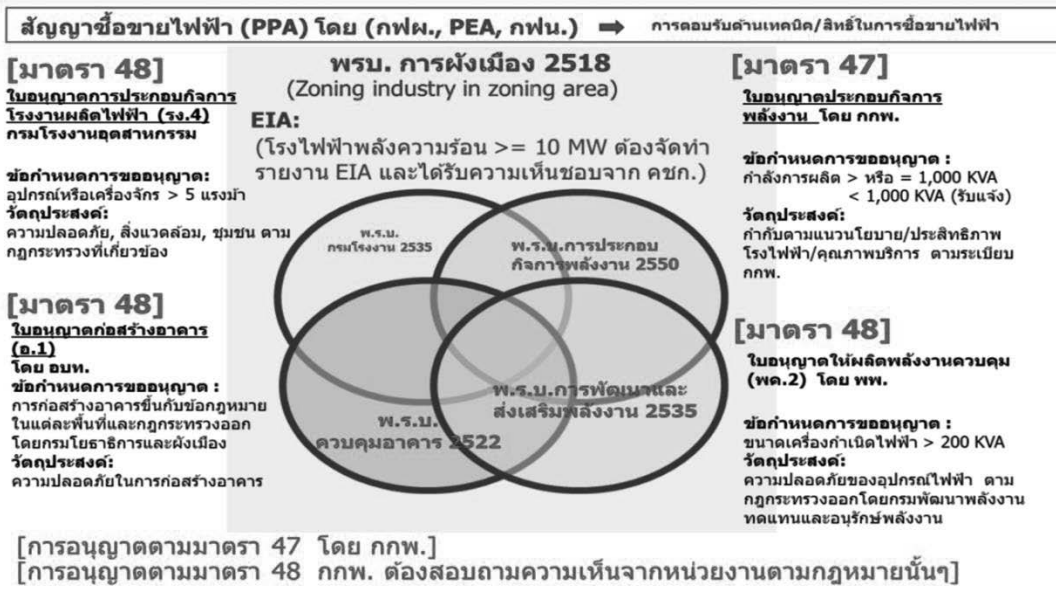 สัญญาซื้อขายไฟฟ้า (PPA) โดย (กฟผ., PEA, กฟน.) ➡ การตอบรับด้านเทคนิค/สิทธิ์ในการซื้อขายไฟฟ้า
[มาตรา 48]
ใบอนุญาตการประกอบกิจการ
โรงงานผลิตไฟฟ้า (รง.4)
กรมโรงงานอุตสาหกรรม
ข้อกำหนดการขออนุญาต:
อุปกรณ์หรือเครื่องจักร > 5 แรงม้า
วัตถุประสงค์:
ความปลอดภัย, สิ่งแวดล้อม, ชุมชน ตาม
กฎกระทรวงที่เกี่ยวข้อง
[มาตรา 48]
ใบอนุญาตก่อสร้างอาคาร
(อ.1)
โดย อบท.
ข้อกำหนดการขออนุญาต :
การก่อสร้างอาคารขึ้นกับข้อกฎหมาย
ในแต่ละพื้นที่และกฎกระทรวงออก
โดยกรมโยธาธิการและผังเมือง
วัตถุประสงค์:
ความปลอดภัยในการก่อสร้างอาคาร
พรบ. การผังเมือง 2518
(Zoning industry in zoning area)
EIA:
(โรงไฟฟ้าพลังความร้อน >= 10 MW ต้องจัดทำ
รายงาน EIA และได้รับความเห็นชอบจาก คชก.)
พ.ร.บ.
กรมโรงงาน 2535
พ.ร.บ.การประกอบ
กิจการพลังงาน 2550
พ.ร.บ.
ควบคุมอาคาร 2522
พ.ร.บ.การพัฒนาและ
ส่งเสริมพลังงาน 2535
[มาตรา 47]
ใบอนุญาตประกอบกิจการ
พลังงาน โดย กกพ.
ข้อกำหนดการขออนุญาต :
กำลังการผลิต > หรือ = 1,000 KVA
< 1,000 KVA (รับแจ้ง)
วัตถุประสงค์:
กำกับตามแนวนโยบาย/ประสิทธิภาพ
โรงไฟฟ้า/คุณภาพบริการ ตามระเบียบ
กกพ.
[มาตรา 48]
ใบอนุญาตให้ผลิตพลังงานควบคุม
(พค.2) โดย พพ.
ข้อกำหนดการขออนุญาต :
ขนาดเครื่องกำเนิดไฟฟ้า > 200 KVA
วัตถุประสงค์:
ความปลอดภัยของอุปกรณ์ไฟฟ้า ตาม
กฎกระทรวงออกโดยกรมพัฒนาพลังงาน
ทดแทนและอนุรักษ์พลังงาน
[การอนุญาตตามมาตรา 47 โดย กกพ.]
[การอนุญาตตามมาตรา 48 กกพ. ต้องสอบถามความเห็นจากหน่วยงานตามกฎหมายนั้นๆ]